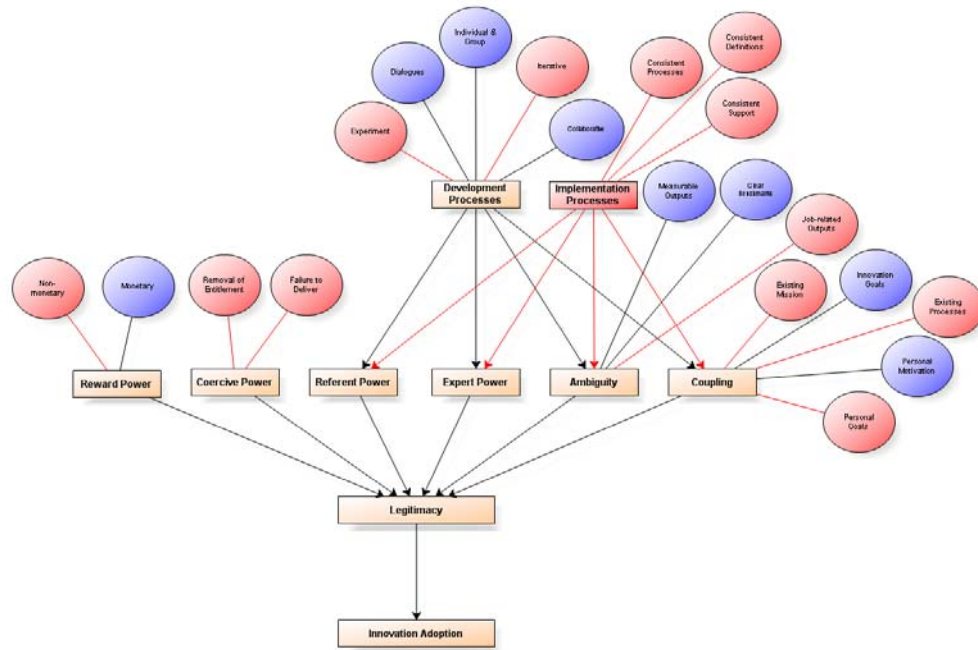 Individual &
Group
Consistent
Definitions
Dialogues
Iterative
Consistent
Processes
Consistent
Support
Experiment
Collaborative
Development
Processes
Implementation
Processes
Measurable
Outputs
Clear
Job-related
Outputs
Non-
monetary
Monetary
Removal of
Entitlement
Failure to
Deliver
Existing
Mission
Innovation
Goals
Existing
Processes
Personal
Motivation
Reward Power
Coercive Power
Referent Power
Expert Power
Ambiguity
Coupling
Personal
Goals
Legitimacy
Innovation Adoption